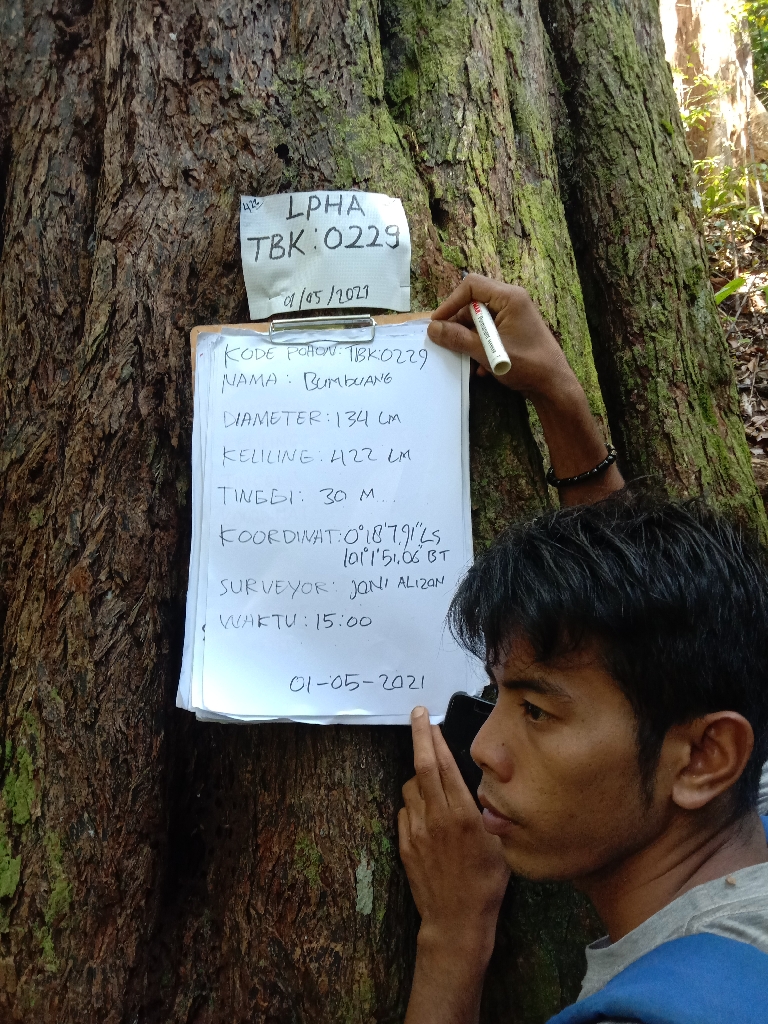 422
LPHA
TBK: 0229
01/05/2021
KODE POHON: TBK0229
NAMA : BUMBUANG
DIAMETER: 134 CM
KELILING: 422 CM
TINGGI: 30 M..
KOORDINAT: 0°18'7.91"LS
101°1'51,06"BT
SURVEYOR: JONI ALIZON
WAKTU : 15:00
01-05-2021